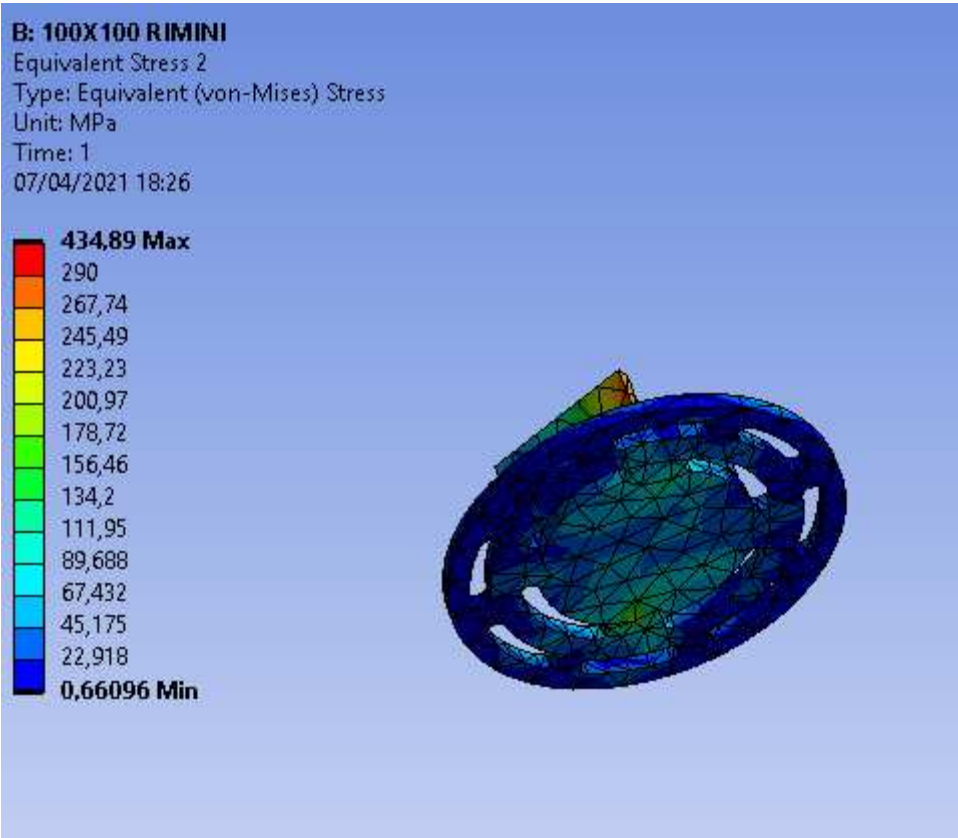 B: 100X100 RIMINI
Equivalent Stress 2
Type: Equivalent (von-Mises) Stress
Unit: MPa
Time: 1
07/04/2021 18:26
434,89 Max
290
267,74
245,49
223,23
200,97
178,72
156,46
134,2
111,95
89,688
67,432
45,175
22,918
0,66096 Min